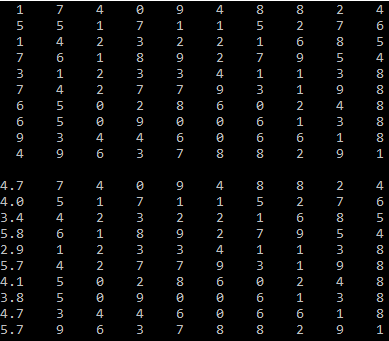 1 7 4 0 9 4 8 8 2 4
5 5 1 7 1 1 5 2 7 6
1 4 2 3 2 2 1 6 8 5
7 6 1 8 9 2 7 9 5 4
3 1 2 3 3 4 1 1 3 8
7 4 2 7 7 9 3 1 9 8
6 5 0 2 8 6 0 2 4 8
6 5 0 9 0 0 6 1 3 8
9 3 4 4 6 0 6 6 1 8
4 9 6 3 7 8 8 2 9 1
4.7 7 4 0 9 4 8 8 2 4
4.0 5 1 7 1 1 5 2 7 6
3.4 4 2 3 2 2 1 6 8 5
5.8 6 1 8 9 2 7 9 5 4
2.9 1 2 3 3 4 1 1 3 8
5.7 4 2 7 7 9 3 1 9 8
4.1 5 0 2 8 6 0 2 4 8
3.8 5 0 9 0 0 6 1 3 8
4.7 3 4 4 6 0 6 6 1 8
5.7 9 6 3 7 8 8 2 9 1